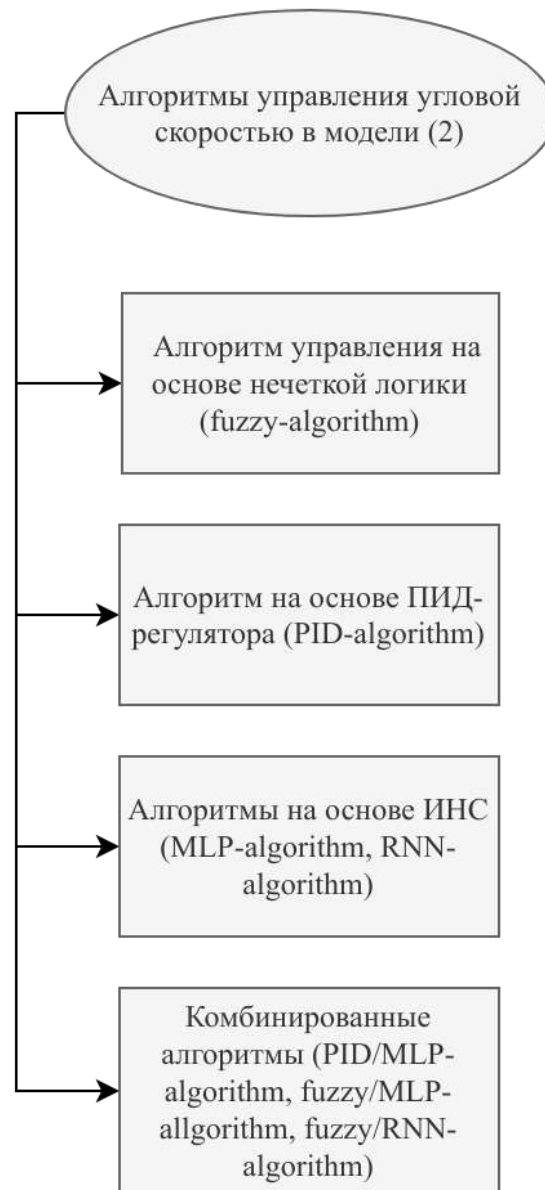 Алгоритмы управления угловой
скоростью в модели (2)
Алгоритм управления на
основе нечеткой логики
(fuzzy-algorithm)
Алгоритм на основе ПИД-
регулятора (PID-algorithm)
Алгоритмы на основе ИНС
(MLP-algorithm, RNN-
algorithm)
Комбинированные
алгоритмы (PID/MLP-
algorithm, fuzzy/MLP-
allgorithm, fuzzy/RNN-
algorithm)